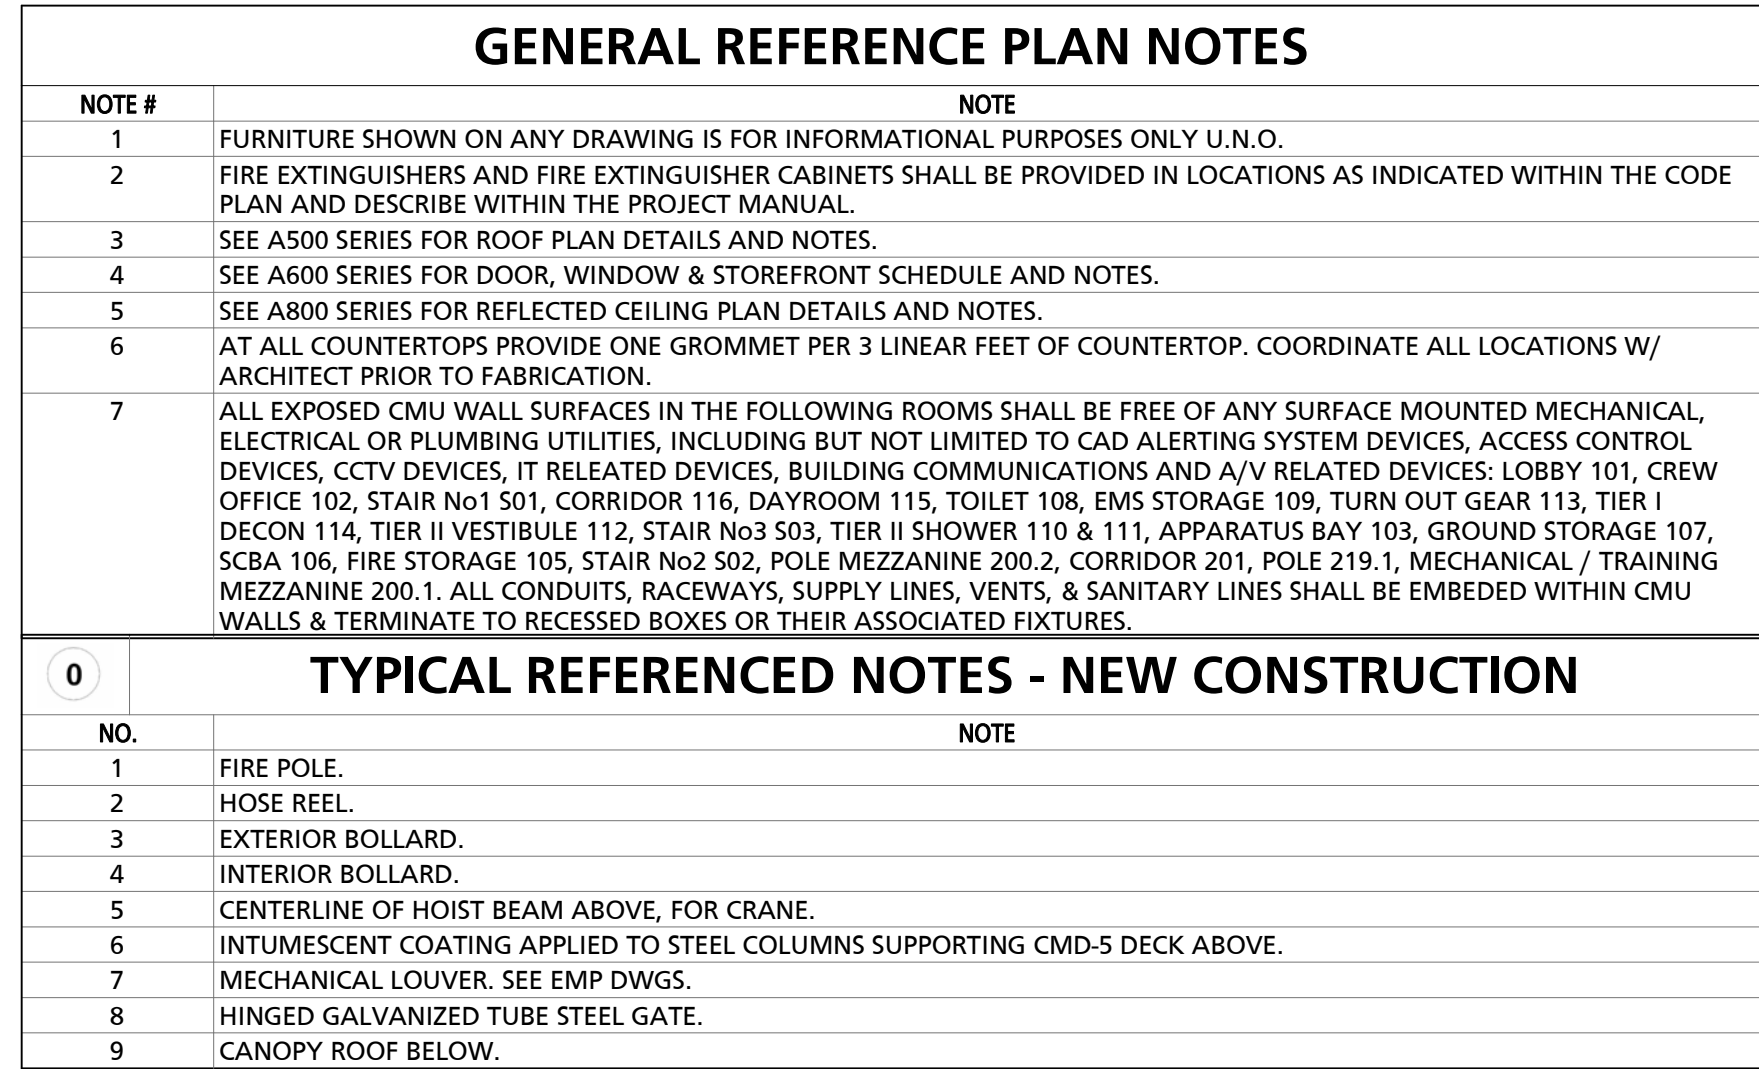 GENERAL REFERENCE PLAN NOTES
NOTE # NOTE
1 FURNITURE SHOWN ON ANY DRAWING IS FOR INFORMATIONAL PURPOSES ONLY U.N.O.
2 FIRE EXTINGUISHERS AND FIRE EXTINGUISHER CABINETS SHALL BE PROVIDED IN LOCATIONS AS INDICATED WITHIN THE CODE
PLAN AND DESCRIBE WITHIN THE PROJECT MANUAL.
3 SEE A500 SERIES FOR ROOF PLAN DETAILS AND NOTES.
4 SEE A600 SERIES FOR DOOR, WINDOW & STOREFRONT SCHEDULE AND NOTES.
5 SEE A800 SERIES FOR REFLECTED CEILING PLAN DETAILS AND NOTES.
6 AT ALL COUNTERTOPS PROVIDE ONE GROMMET PER 3 LINEAR FEET OF COUNTERTOP. COORDINATE ALL LOCATIONS W/
ARCHITECT PRIOR TO FABRICATION.
7 ALL EXPOSED CMU WALL SURFACES IN THE FOLLOWING ROOMS SHALL BE FREE OF ANY SURFACE MOUNTED MECHANICAL,
ELECTRICAL OR PLUMBING UTILITIES, INCLUDING BUT NOT LIMITED TO CAD ALERTING SYSTEM DEVICES, ACCESS CONTROL
DEVICES, CCTV DEVICES, IT RELEATED DEVICES, BUILDING COMMUNICATIONS AND A/V RELATED DEVICES: LOBBY 101, CREW
OFFICE 102, STAIR No1 S01, CORRIDOR 116, DAYROOM 115, TOILET 108, EMS STORAGE 109, TURN OUT GEAR 113, TIER I
DECON 114, TIER II VESTIBULE 112, STAIR No3 S03, TIER II SHOWER 110 & 111, APPARATUS BAY 103, GROUND STORAGE 107,
SCBA 106, FIRE STORAGE 105, STAIR No2 S02, POLE MEZZANINE 200.2, CORRIDOR 201, POLE 219.1, MECHANICAL / TRAINING
MEZZANINE 200.1. ALL CONDUITS, RACEWAYS, SUPPLY LINES, VENTS, & SANITARY LINES SHALL BE EMBEDED WITHIN CMU
WALLS & TERMINATE TO RECESSED BOXES OR THEIR ASSOCIATED FIXTURES.
0 TYPICAL REFERENCED NOTES - NEW CONSTRUCTION
NO. NOTE
1 FIRE POLE.
2 HOSE REEL.
3 EXTERIOR BOLLARD.
4 INTERIOR BOLLARD.
5 CENTERLINE OF HOIST BEAM ABOVE, FOR CRANE.
6 INTUMESCENT COATING APPLIED TO STEEL COLUMNS SUPPORTING CMD-5 DECK ABOVE.
7 MECHANICAL LOUVER. SEE EMP DWGS.
8 HINGED GALVANIZED TUBE STEEL GATE.
9 CANOPY ROOF BELOW.